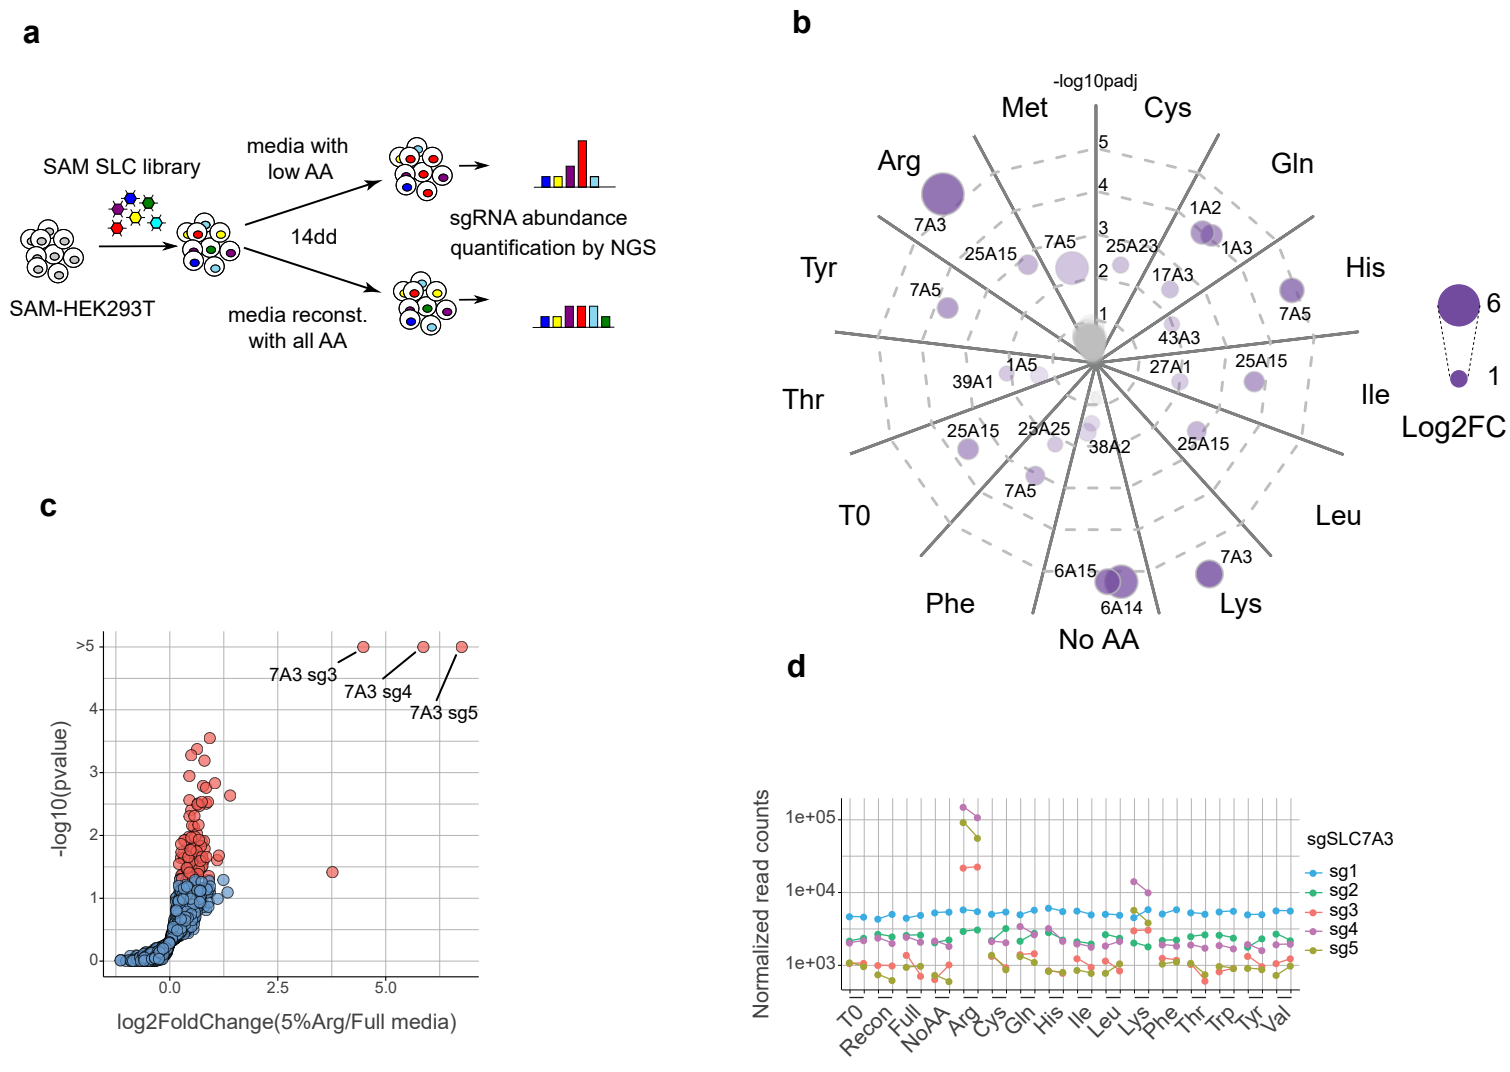 a
SAM SLC library
SAM-HEK293T
media with
low AA
14dd
media reconst.
with all AA
sgRNA abundance
quantification by NGS
b
-log10padj
Met
Cys
Arg
Gln
Tyr
His
Thr
Ile
T0
Leu
Phe
Lys
No AA
5
4
3
2
1
7A3
25A15
7A5
25A23
1A2
1A3
17A3
7A5
7A5
43A3
1A5
39A1
27A1
25A15
25A15
25A25
38A2
25A15
7A5
6A15
6A14
7A3
6
1
Log2FC
c
>5
4
3
2
1
0
-log10(pvalue)
7A3 sg3
7A3 sg4
7A3 sg5
0.0
2.5
5.0
log2FoldChange(5%Arg/Full media)
d
Normalized read counts
1e+05
1e+04
1e+03
T0
Recon
Full
NoAA
Arg
Cys
Gln
His
Ile
Leu
Lys
Phe
Thr
Trp
Tyr
Val
sgSLC7A3
sg1
sg2
sg3
sg4
sg5